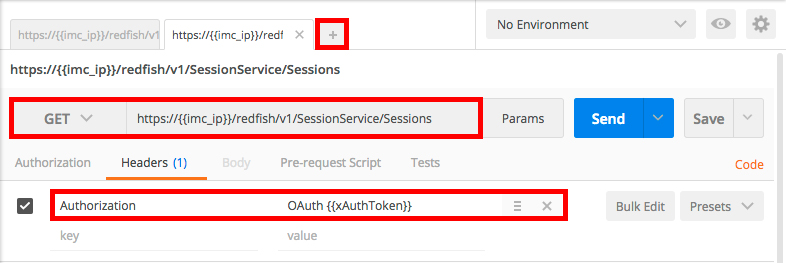 https://{{imc_ip}}/redfish/v1
https://{{imc_ip}}/redf
No Environment
https://{{imc_ip}}/redfish/v1/SessionService/Sessions
GET https://{{imc_ip}}/redfish/v1/SessionService/Sessions Params Send Save
Authorization Headers (1) Body Pre-request Script Tests Code
Authorization OAuth {{xAuthToken}} Bulk Edit Presets
key value